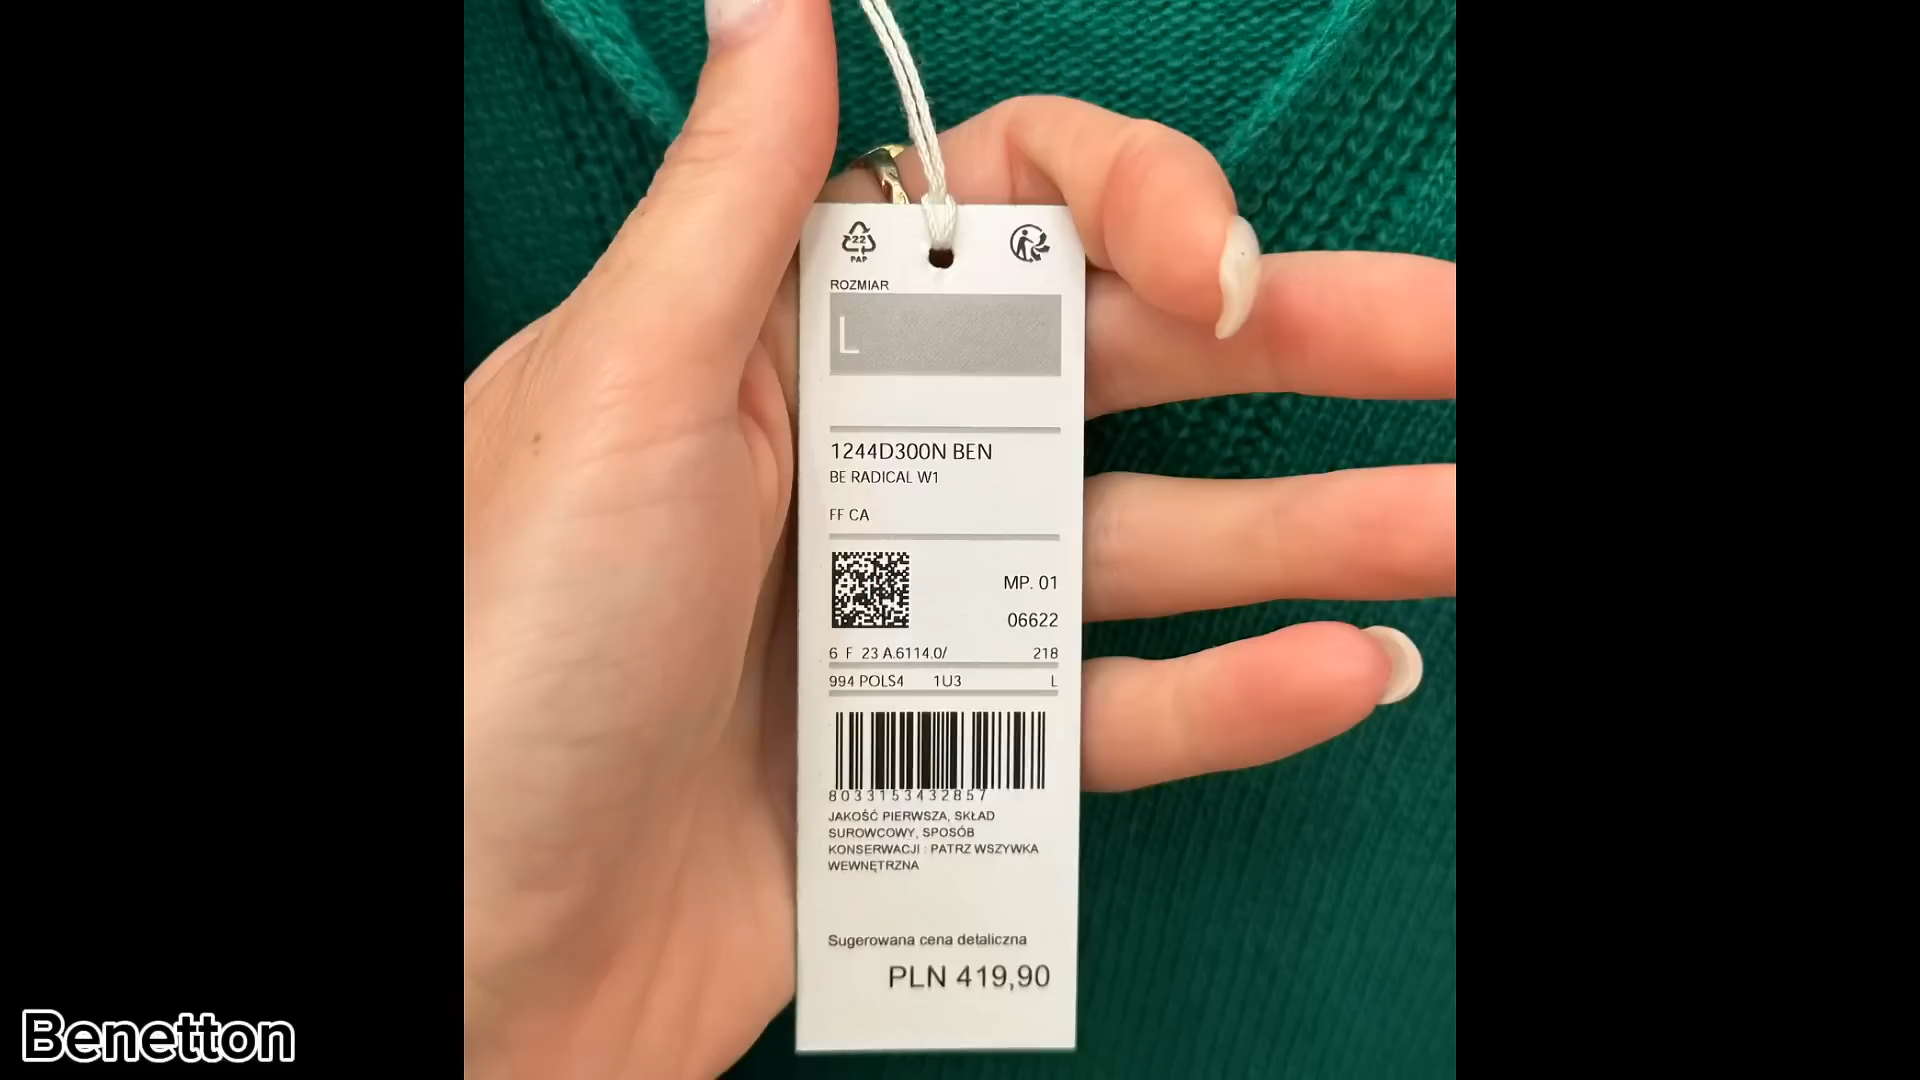 22
PAP
ROZMIAR
L
1244D300N BEN
BE RADICAL W1
FF CA
MP. 01
06622
6 F 23 A.6114.0/ 218
994 POLS4 1U3 L
8033153432857
JAKOŚĆ PIERWSZA, SKŁAD
SUROWCOWY, SPOSÓB
KONSERWACJI : PATRZ WSZYWKA
WEWNĘTRZNA
Sugerowana cena detaliczna
PLN 419,90
Benetton